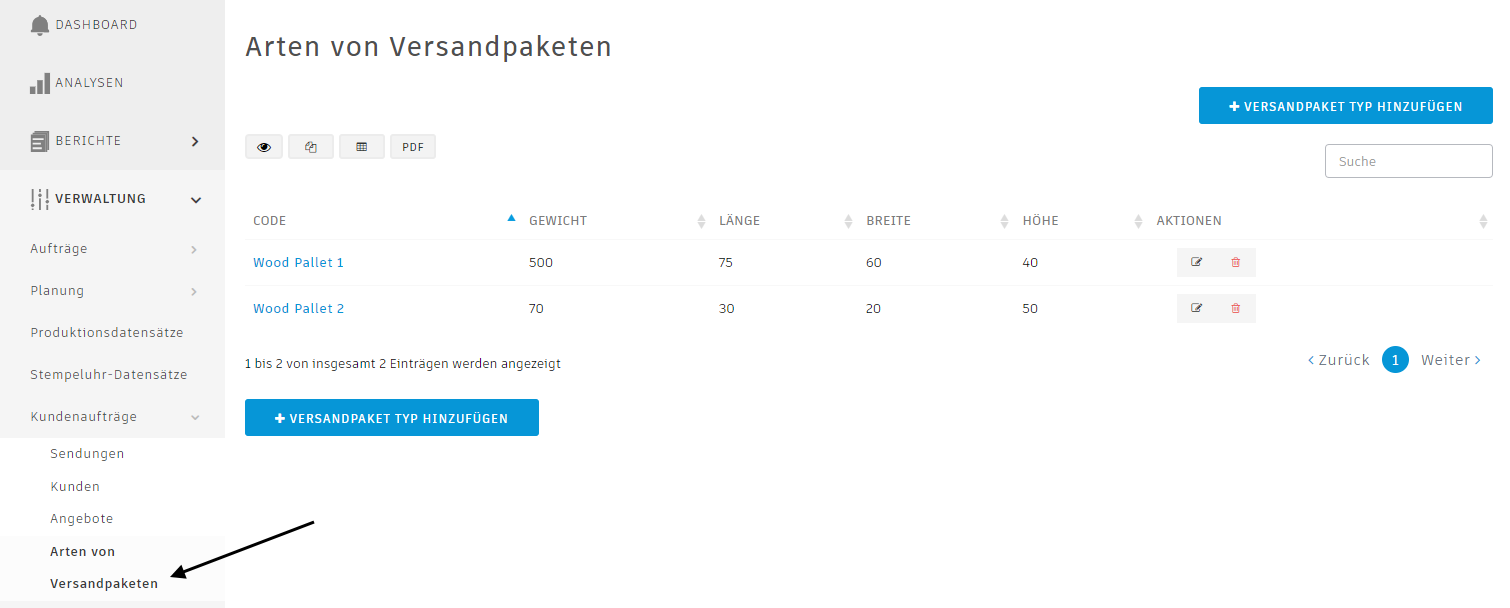 DASHBOARD
ANALYSEN
BERICHTE
VERWALTUNG
Aufträge
Planung
Produktionsdatensätze
Stempeluhr-Datensätze
Kundenaufträge
Sendungen
Kunden
Angebote
Arten von
Versandpaketen
Arten von Versandpaketen
VERSANDPAKET TYP HINZUFÜGEN
PDF
Suche
CODE GEWICHT LÄNGE BREITE HÖHE AKTIONEN
Wood Pallet 1 500 75 60 40
Wood Pallet 2 70 30 20 50
1 bis 2 von insgesamt 2 Einträgen werden angezeigt
Zurück 1 Weiter
VERSANDPAKET TYP HINZUFÜGEN